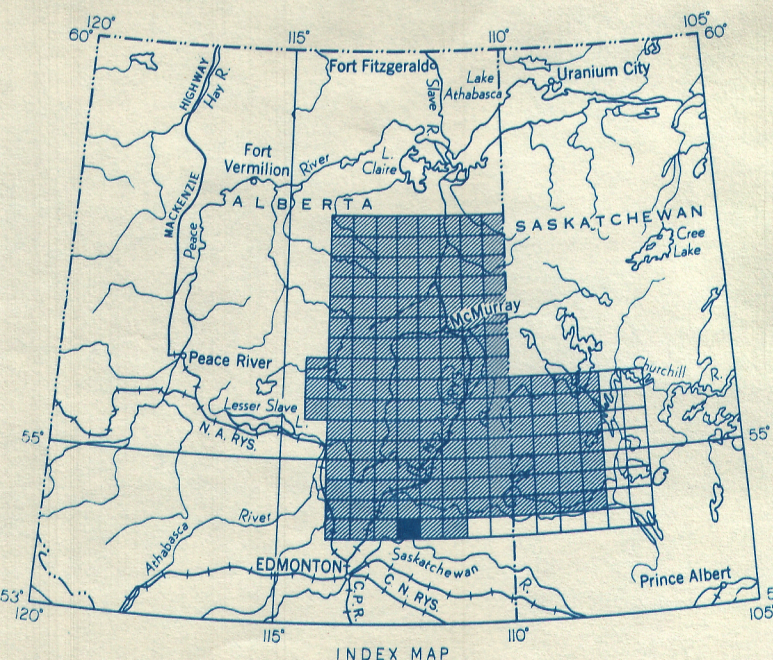 120°
115°
110°
105°
60°
60°
HIGHWAY
Hay R.
Fort Fitzgerald
Slave R.
Lake
Athabasca
Uranium City
Fort
Vermilion
River
L.
Claire
ALBERTA
SASKATCHEWAN
MACKENZIE
Peace
Cree
Lake
McMurray
Peace River
Churchill
R.
Lesser Slave
L.
N. A. RYS.
55°
55°
River
Athabasca
EDMONTON
Saskatchewan
R.
C.P.R.
C. N. RYS.
Prince Albert
53°
120°
115°
110°
105
5
INDEX MAP